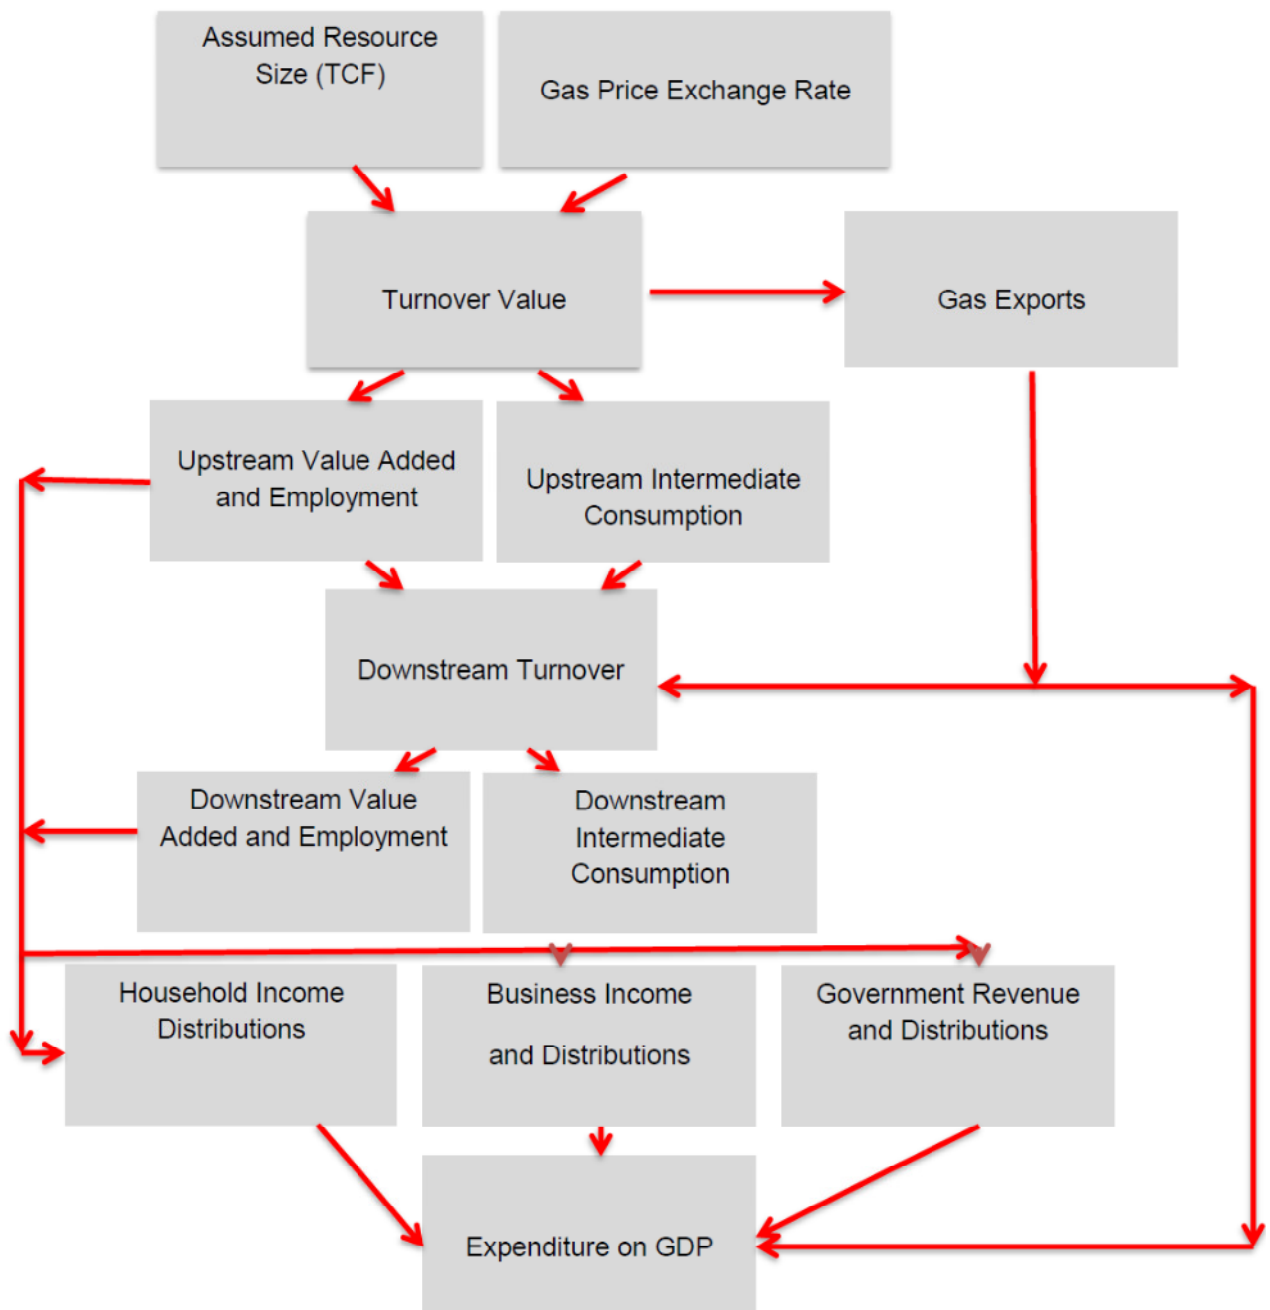 Assumed Resource
Size (TCF)
Gas Price Exchange Rate
Turnover Value
Gas Exports
Upstream Value Added
and Employment
Upstream Intermediate
Consumption
Downstream Turnover
Downstream Value
Added and Employment
Downstream
Intermediate
Consumption
Household Income
Distributions
Business Income
and Distributions
Government Revenue
and Distributions
Expenditure on GDP